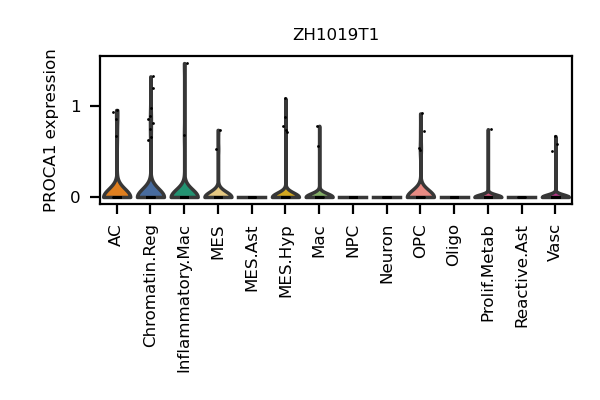 ZH1019T1
PROCA1 expression
1
0
AC
Chromatin.Reg
Inflammatory.Mac
MES
MES.Ast
MES.Hyp
Mac
NPC
Neuron
OPC
Oligo
Prolif.Metab
Reactive.Ast
Vasc